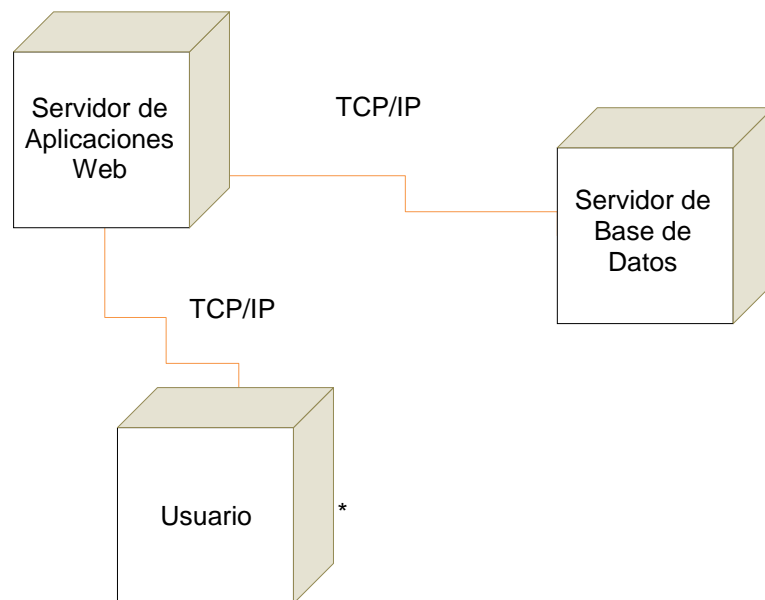 Servidor de
Aplicaciones
Web
TCP/IP
Servidor de
Base de
Datos
TCP/IP
Usuario
*